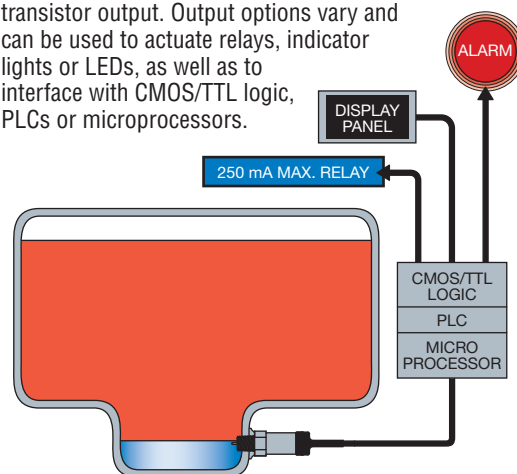 transistor output. Output options vary and
can be used to actuate relays, indicator
lights or LEDs, as well as to
interface with CMOS/TTL logic,
PLCs or microprocessors.
ALARM
DISPLAY
PANEL
250 mA MAX. RELAY
CMOS/TTL
LOGIC
PLC
MICRO
PROCESSOR